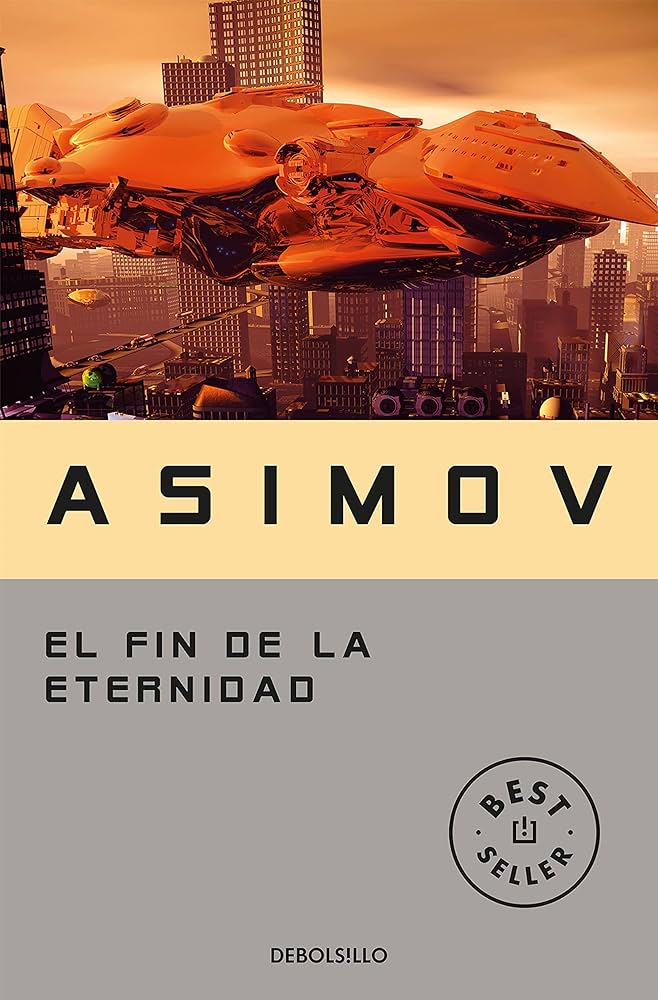 ASIMOV
EL FIN DE LA
ETERNIDAD
BEST
SELLER
DEBOLS!LLO